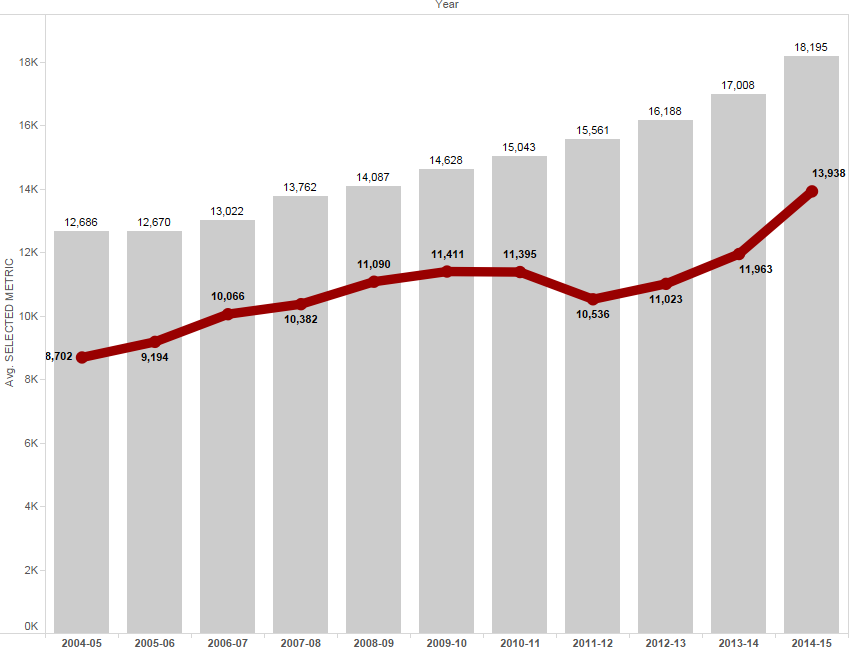 Year
Avg. SELECTED METRIC
18K
16K
14K
12K
10K
8K
6K
4K
2K
0K
12,686
12,670
13,022
13,762
14,087
14,628
15,043
15,561
16,188
17,008
18,195
8,702
9,194
10,066
10,382
11,090
11,411
11,395
10,536
11,023
11,963
13,938
2004-05
2005-06
2006-07
2007-08
2008-09
2009-10
2010-11
2011-12
2012-13
2013-14
2014-15